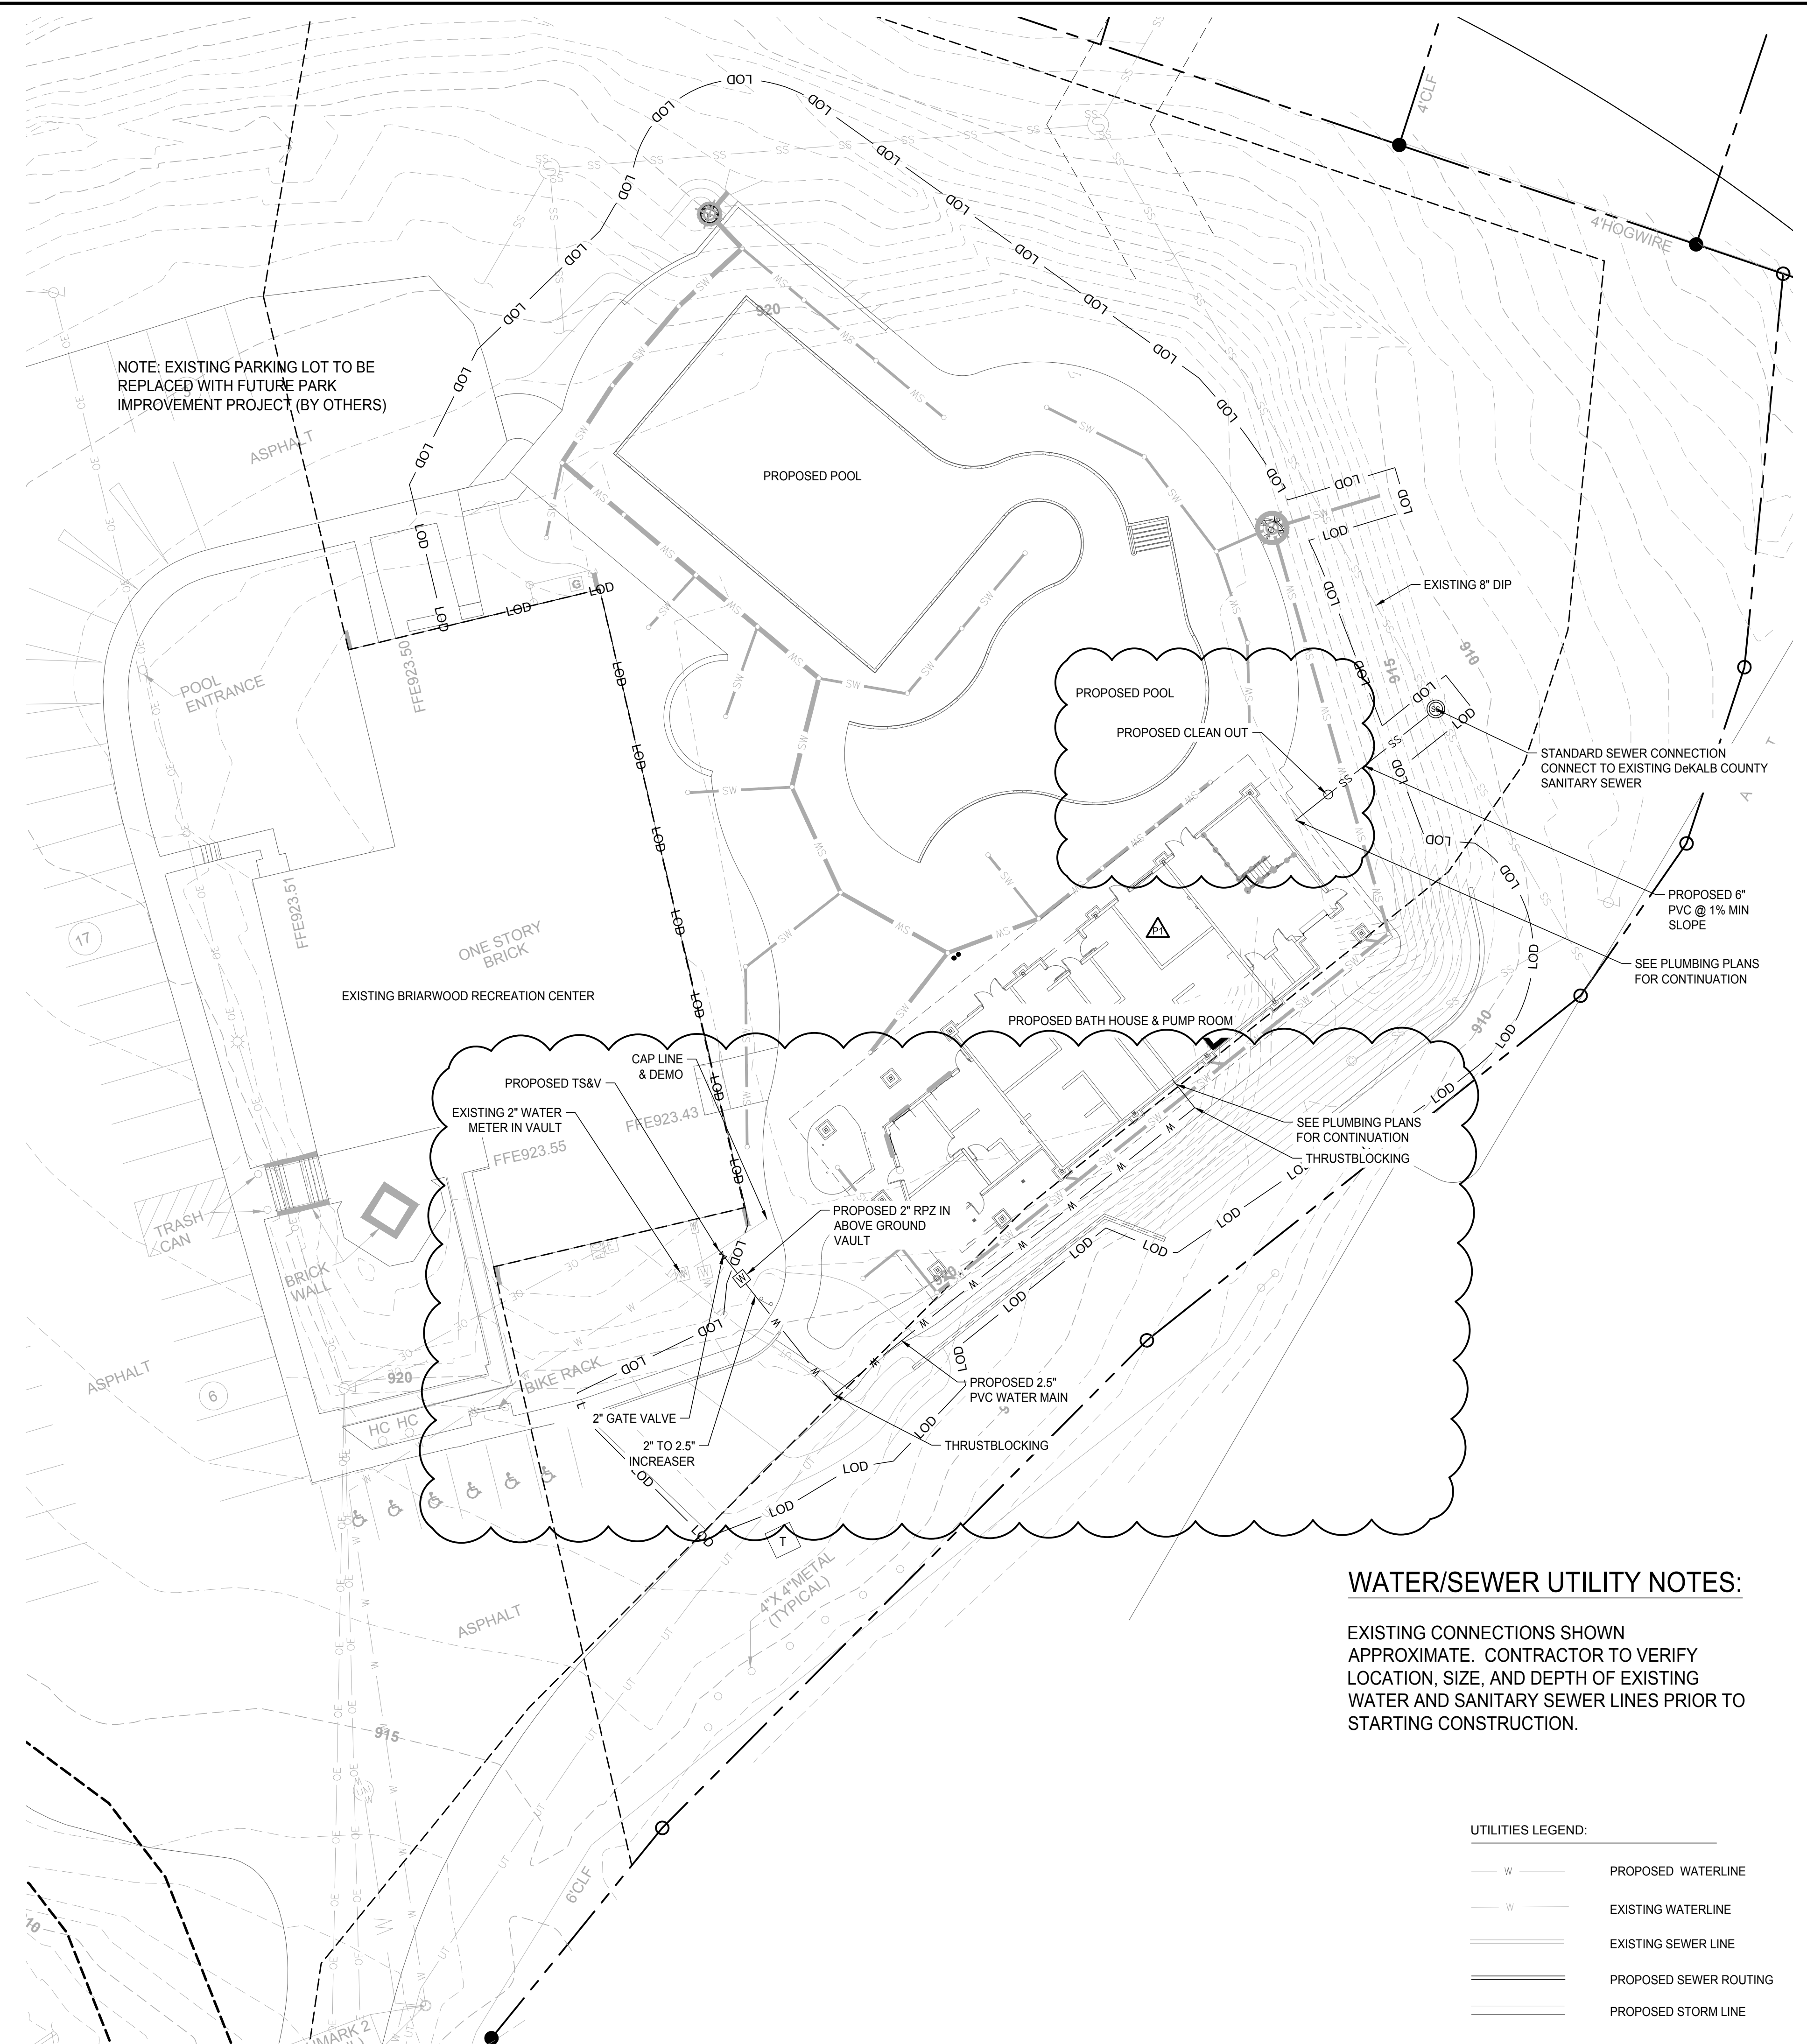 4'CLF
4'HOGWIRE
920
NOTE: EXISTING PARKING LOT TO BE
REPLACED WITH FUTURE PARK
IMPROVEMENT PROJECT (BY OTHERS)
ASPHALT
PROPOSED POOL
G
EXISTING 8" DIP
FFE923.50
POOL
ENTRANCE
915
910
PROPOSED POOL
PROPOSED CLEAN OUT
STANDARD SEWER CONNECTION
CONNECT TO EXISTING DeKALB COUNTY
SANITARY SEWER
PROPOSED 6"
PVC @ 1% MIN
SLOPE
SEE PLUMBING PLANS
FOR CONTINUATION
FFE923.51
17
ONE STORY
BRICK
P1
EXISTING BRIARWOOD RECREATION CENTER
PROPOSED BATH HOUSE & PUMP ROOM
910
CAP LINE
& DEMO
PROPOSED TS&V
EXISTING 2" WATER
METER IN VAULT
FFE923.43
FFE923.55
SEE PLUMBING PLANS
FOR CONTINUATION
THRUSTBLOCKING
PROPOSED 2" RPZ IN
ABOVE GROUND
VAULT
TRASH
CAN
BRICK
WALL
920
ASPHALT
6
920
BIKE RACK
HC HC
PROPOSED 2.5"
PVC WATER MAIN
2" GATE VALVE
2" TO 2.5"
INCREASER
THRUSTBLOCKING
T
4"X 4"METAL
(TYPICAL)
ASPHALT
915
UM
6'CLF
10
LOD
SW
SS
OE
UT
W
WATER/SEWER UTILITY NOTES:
EXISTING CONNECTIONS SHOWN
APPROXIMATE. CONTRACTOR TO VERIFY
LOCATION, SIZE, AND DEPTH OF EXISTING
WATER AND SANITARY SEWER LINES PRIOR TO
STARTING CONSTRUCTION.
UTILITIES LEGEND:
W PROPOSED WATERLINE
W EXISTING WATERLINE
EXISTING SEWER LINE
PROPOSED SEWER ROUTING
PROPOSED STORM LINE